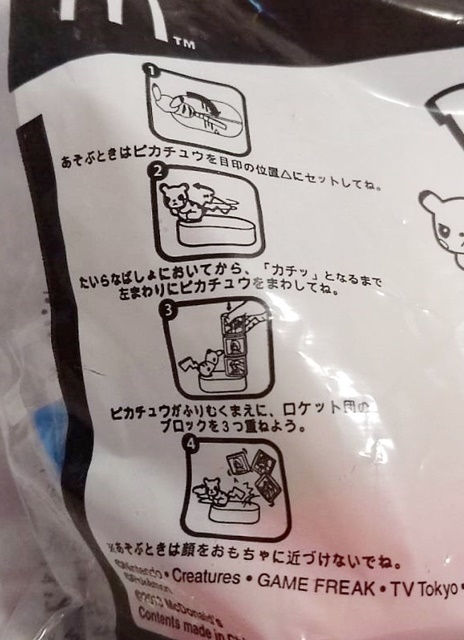 TM
1
あそぶときはピカチュウを目印の位置△にセットしてね。
2
たいらなばしょにおいてから、「カチッ」となるまで
左まわりにピカチュウをまわしてね。
3
ピカチュウがふりむくまえに、ロケット団の
ブロックを3つ重ねよう。
4
※あそぶときは顔をおもちゃに近づけないでね。
©Nintendo・Creatures・GAME FREAK・TV Tokyo・
©Pokémon
©2013 McDonald's
Contents made in